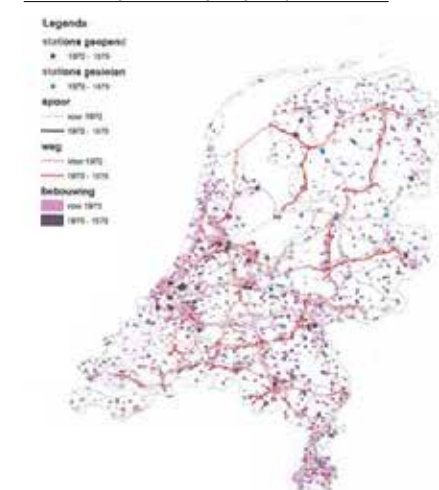 Legenda
stations geopend
1970 - 1979
stations gesloten
1970 - 1979
spoor
voor 1970
1970 - 1979
weg
voor 1970
1970 - 1979
bebouwing
voor 1970
1970 - 1979